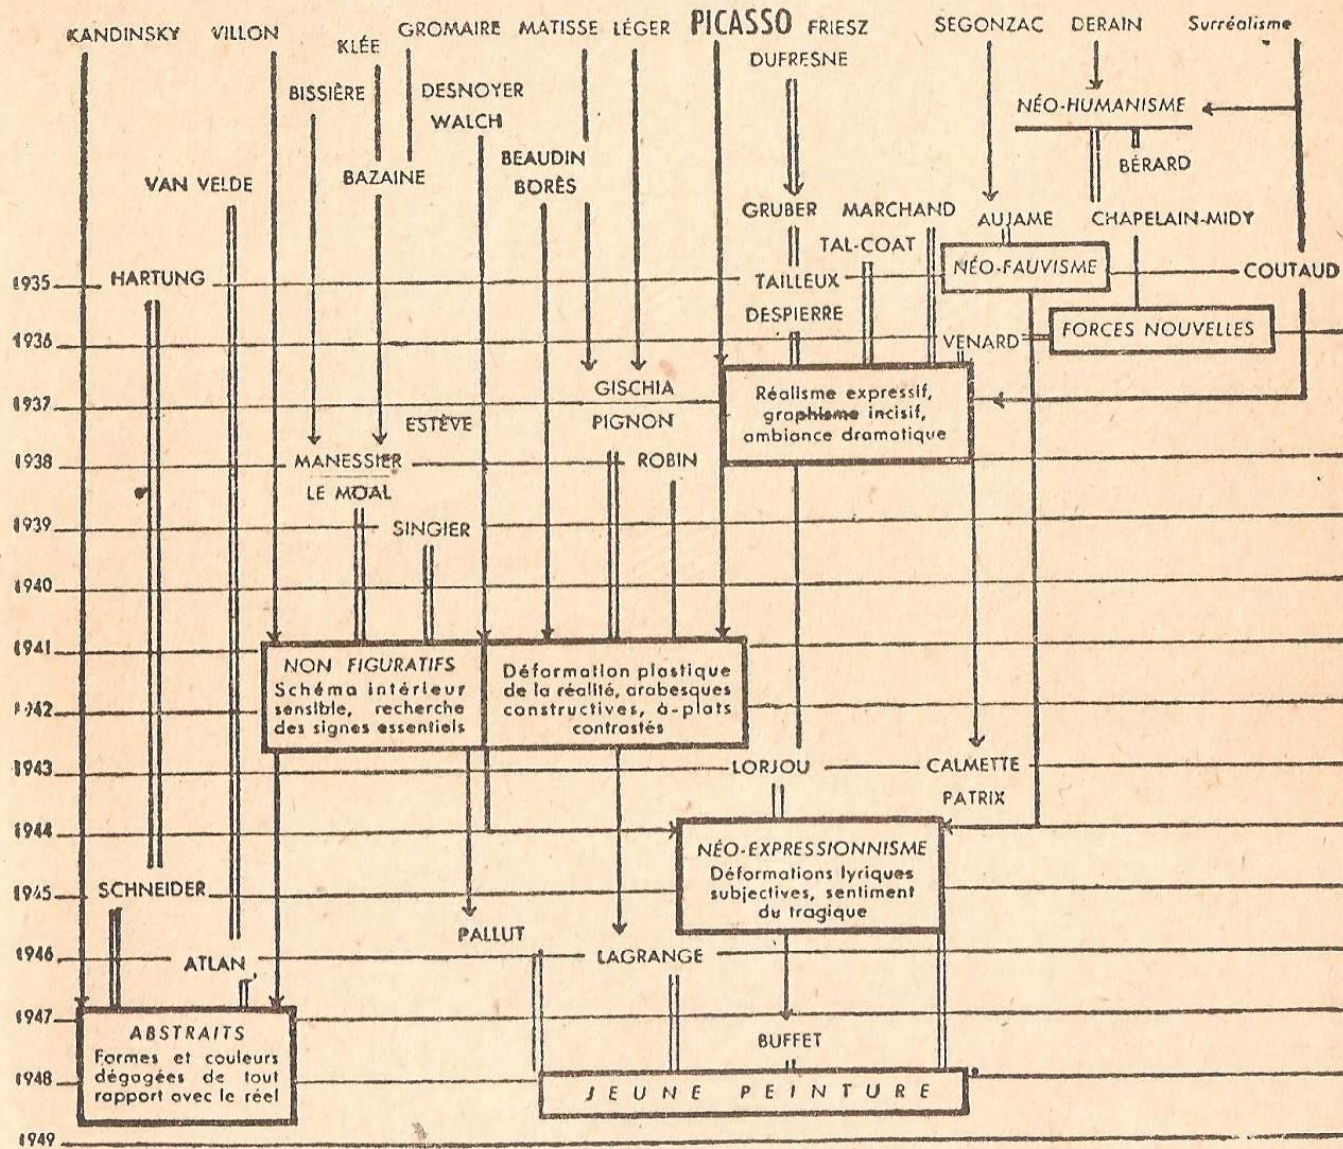 KANDINSKY VILLON KLÉE GROMAIRE MATISSE LÉGER PICASSO FRIESZ SEGONZAC DERAIN Surréalisme
DUFRESNE
BISSIÈRE DESNOYER NÉO-HUMANISME
WALCH
BEAUDIN BÉRARD
VAN VELDE BAZAINE BORÈS
GRUBER MARCHAND AUJAME CHAPELAIN-MIDY
TAL-COAT
NÉO-FAUVISME COUTAUD
1935 HARTUNG TAILLEUX
DESPIERRE FORCES NOUVELLES
1936 VENARD
GISCHIA Réalisme expressif,
1937 graphisme incisif,
ESTÈVE PIGNON ambiance dramatique
1938 MANESSIER ROBIN
LE MOAL
1939 SINGIER
1940
1941
NON FIGURATIFS
Schéma intérieur
sensible, recherche
des signes essentiels
Déformation plastique
de la réalité, arabesques
constructives, à-plats
contrastés
1942
1943 LORJOU CALMETTE
PATRIX
1944
NÉO-EXPRESSIONNISME
Déformations lyriques
subjectives, sentiment
du tragique
1945 SCHNEIDER
PALLUT
1946 ATLAN LAGRANGE
1947
ABSTRAITS
Formes et couleurs
dégagées de tout
rapport avec le réel
BUFFET
1948 JEUNE PEINTURE
1949